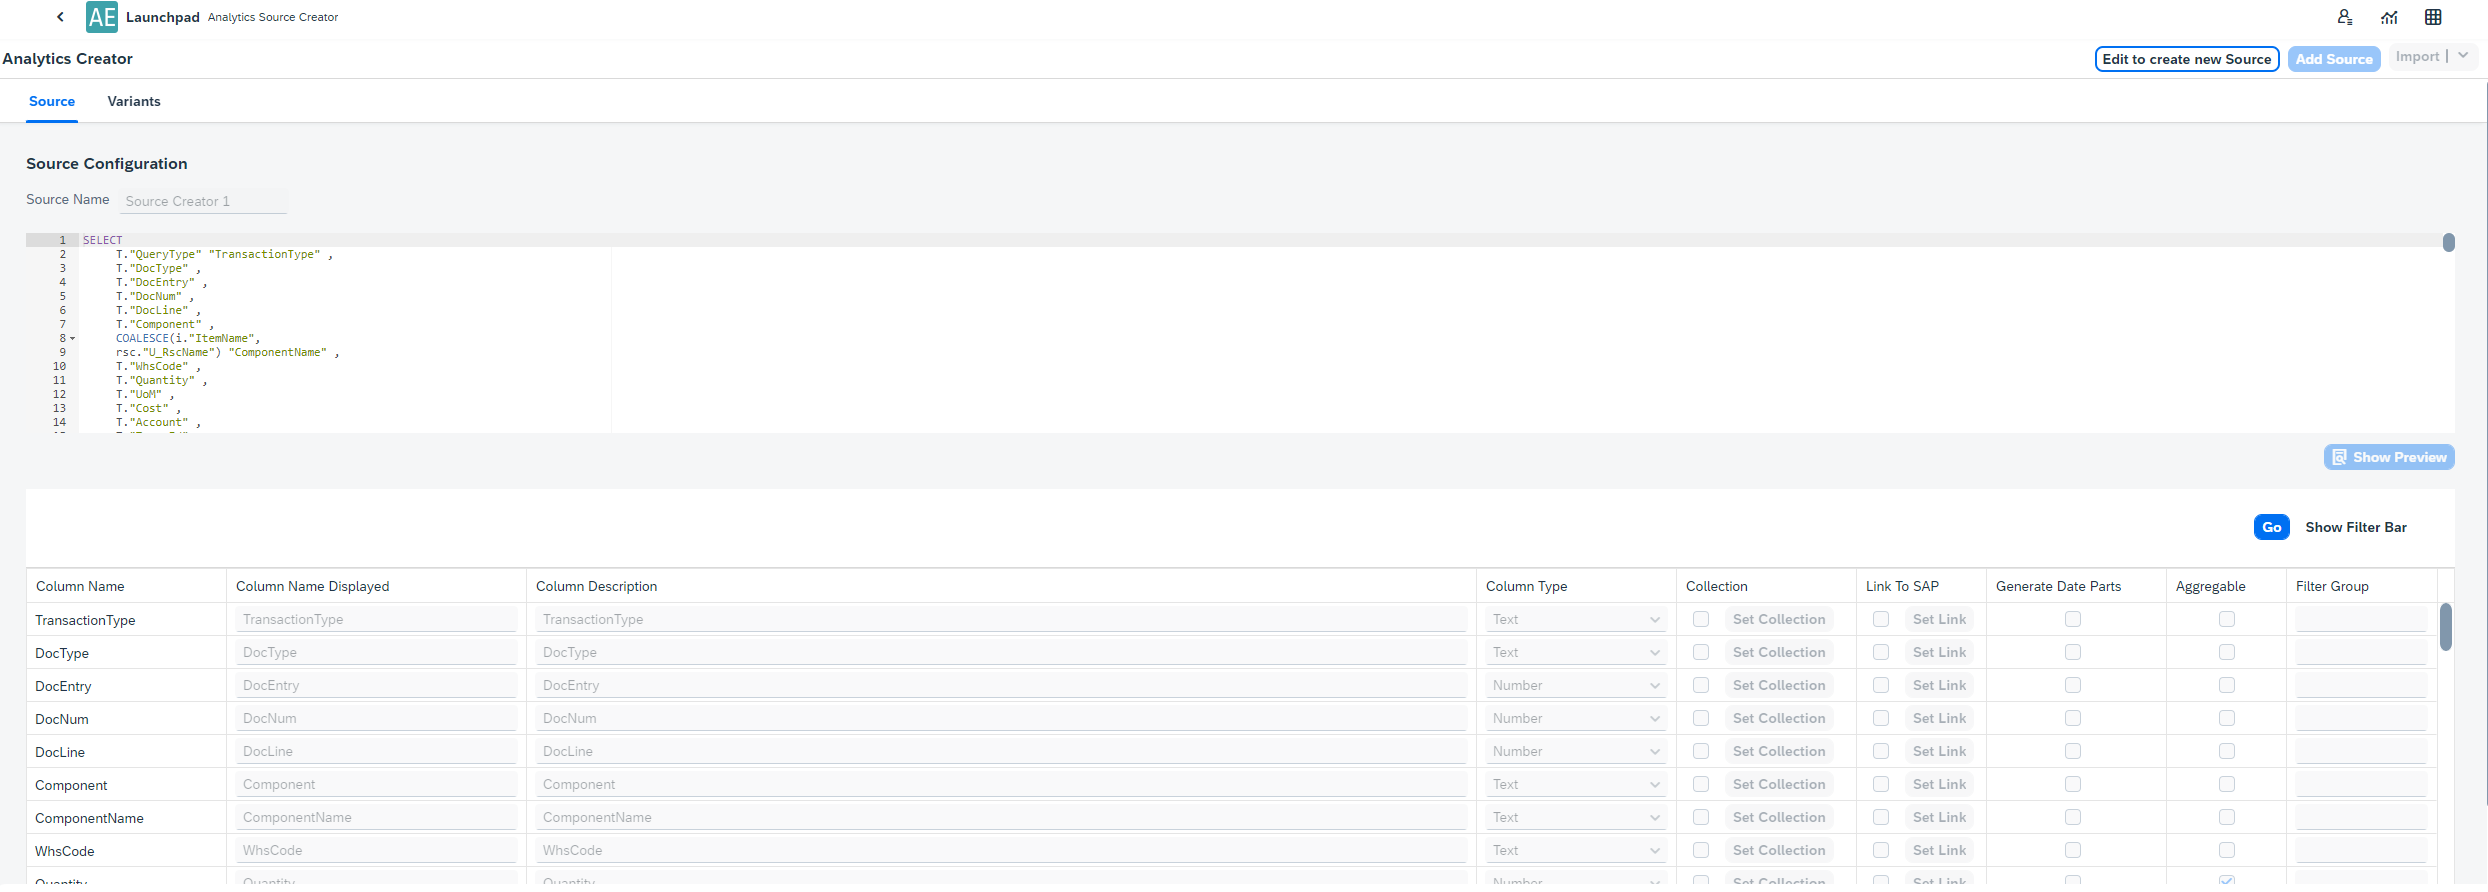 AE Launchpad Analytics Source Creator
Analytics Creator Edit to create new Source Add Source Import
Source Variants
Source Configuration
Source Name Source Creator 1
1 SELECT
2 T."QueryType" "TransactionType" ,
3 T."DocType" ,
4 T."DocEntry" ,
5 T."DocNum" ,
6 T."DocLine" ,
7 T."Component" ,
8 COALESCE(i."ItemName",
9 rsc."U_RscName") "ComponentName" ,
10 T."WhsCode" ,
11 T."Quantity" ,
12 T."UoM" ,
13 T."Cost" ,
14 T."Account" ,
Show Preview
Go Show Filter Bar
Column Name Column Name Displayed Column Description Column Type Collection Link To SAP Generate Date Parts Aggregable Filter Group
TransactionType TransactionType TransactionType Text Set Collection Set Link
DocType DocType DocType Text Set Collection Set Link
DocEntry DocEntry DocEntry Number Set Collection Set Link
DocNum DocNum DocNum Number Set Collection Set Link
DocLine DocLine DocLine Number Set Collection Set Link
Component Component Component Text Set Collection Set Link
ComponentName ComponentName ComponentName Text Set Collection Set Link
WhsCode WhsCode WhsCode Text Set Collection Set Link
Quantity Quantity Quantity Number Set Collection Set Link